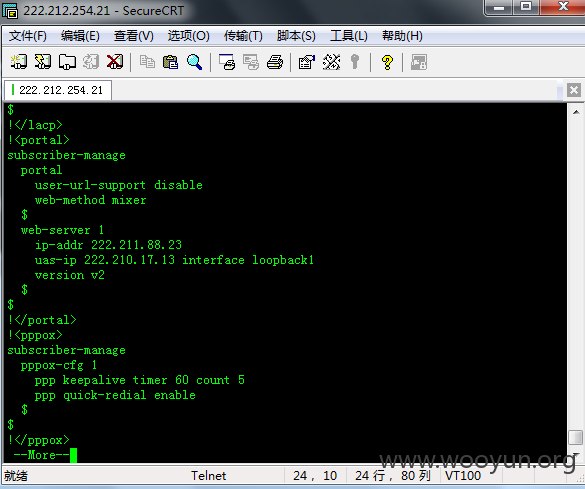 222.212.254.21 - SecureCRT
文件(F) 编辑(E) 查看(V) 选项(O) 传输(T) 脚本(S) 工具(L) 帮助(H)
222.212.254.21
$
!</lacp>
!<portal>
subscriber-manage
portal
user-url-support disable
web-method mixer
$
web-server 1
ip-addr 222.211.88.23
uas-ip 222.210.17.13 interface loopback1
version v2
$
$
!</portal>
!<pppox>
subscriber-manage
pppox-cfg 1
ppp keepalive timer 60 count 5
ppp quick-redial enable
$
$
!</pppox>
--More--
www.wooyun.org
就绪 Telnet 24, 10 24 行, 80 列 VT100